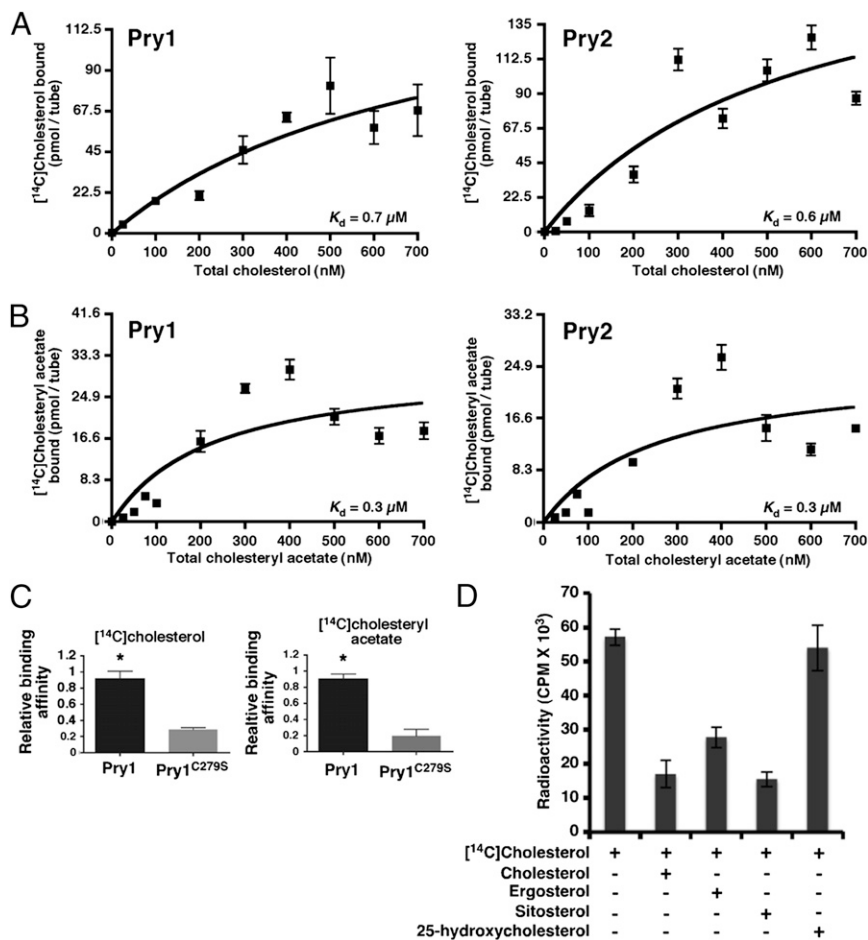 A
Pry1
[¹⁴C]Cholesterol bound
(pmol / tube)
112.5
90
67.5
45
22.5
0
0 100 200 300 400 500 600 700
Total cholesterol (nM)
Kd = 0.7 µM
Pry2
[¹⁴C]Cholesterol bound
(pmol / tube)
135
112.5
90
67.5
45
22.5
0
0 100 200 300 400 500 600 700
Total cholesterol (nM)
Kd = 0.6 µM
B
Pry1
[¹⁴C]Cholesteryl acetate
bound (pmol / tube)
41.6
33.3
24.9
16.6
8.3
0
0 100 200 300 400 500 600 700
Total cholesteryl acetate (nM)
Kd = 0.3 µM
Pry2
[¹⁴C]Cholesteryl acetate
bound (pmol / tube)
33.2
24.9
16.6
8.3
0
0 100 200 300 400 500 600 700
Total cholesteryl acetate (nM)
Kd = 0.3 µM
C
[¹⁴C]cholesterol
Relative binding
affinity
1.2
1
0.8
0.6
0.4
0.2
0
*
Pry1 Pry1C279S
[¹⁴C]cholesteryl
acetate
Realtive binding
affinity
1.2
1
0.8
0.6
0.4
0.2
0
*
Pry1 Pry1C279S
D
Radioactivity (CPM X 10³)
70
60
50
40
30
20
10
0
[¹⁴C]Cholesterol + + + + +
Cholesterol - + - - -
Ergosterol - - + - -
Sitosterol - - - + -
25-hydroxycholesterol - - - - +